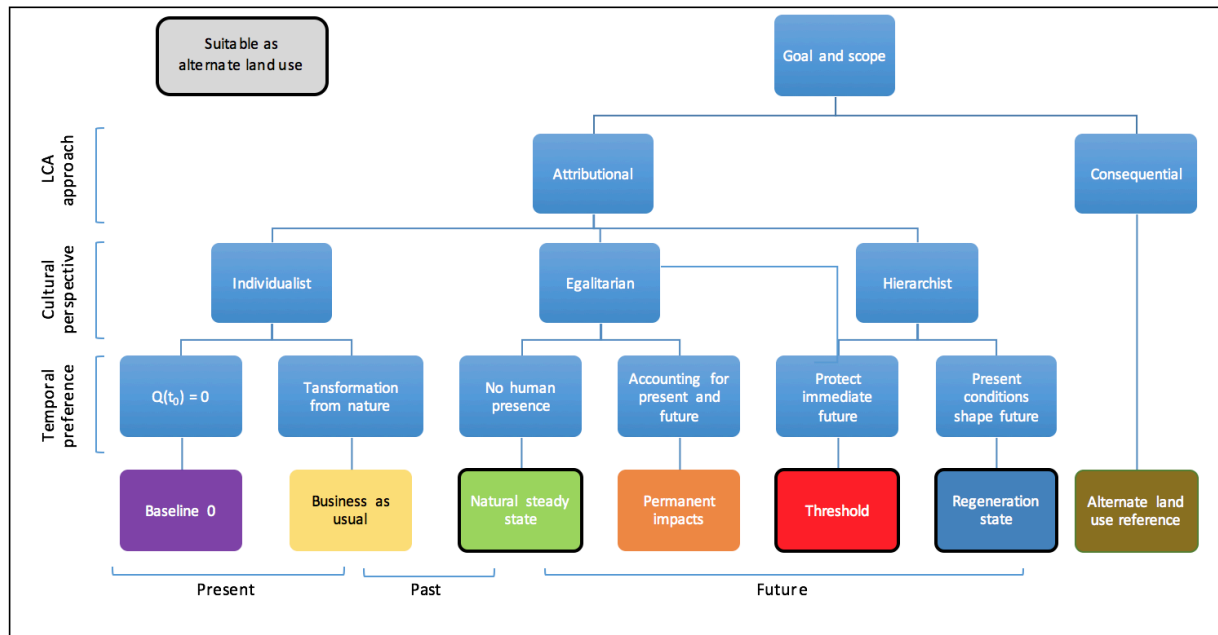 Suitable as
alternate land use
Goal and scope
LCA
approach
Attributional
Consequential
Cultural
perspective
Individualist
Egalitarian
Hierarchist
Temporal
preference
Q(t₀) = 0
Tansformation
from nature
No human
presence
Accounting for
present and
future
Protect
immediate
future
Present
conditions
shape future
Baseline 0
Business as
usual
Natural steady
state
Permanent
impacts
Threshold
Regeneration
state
Alternate land
use reference
Present
Past
Future